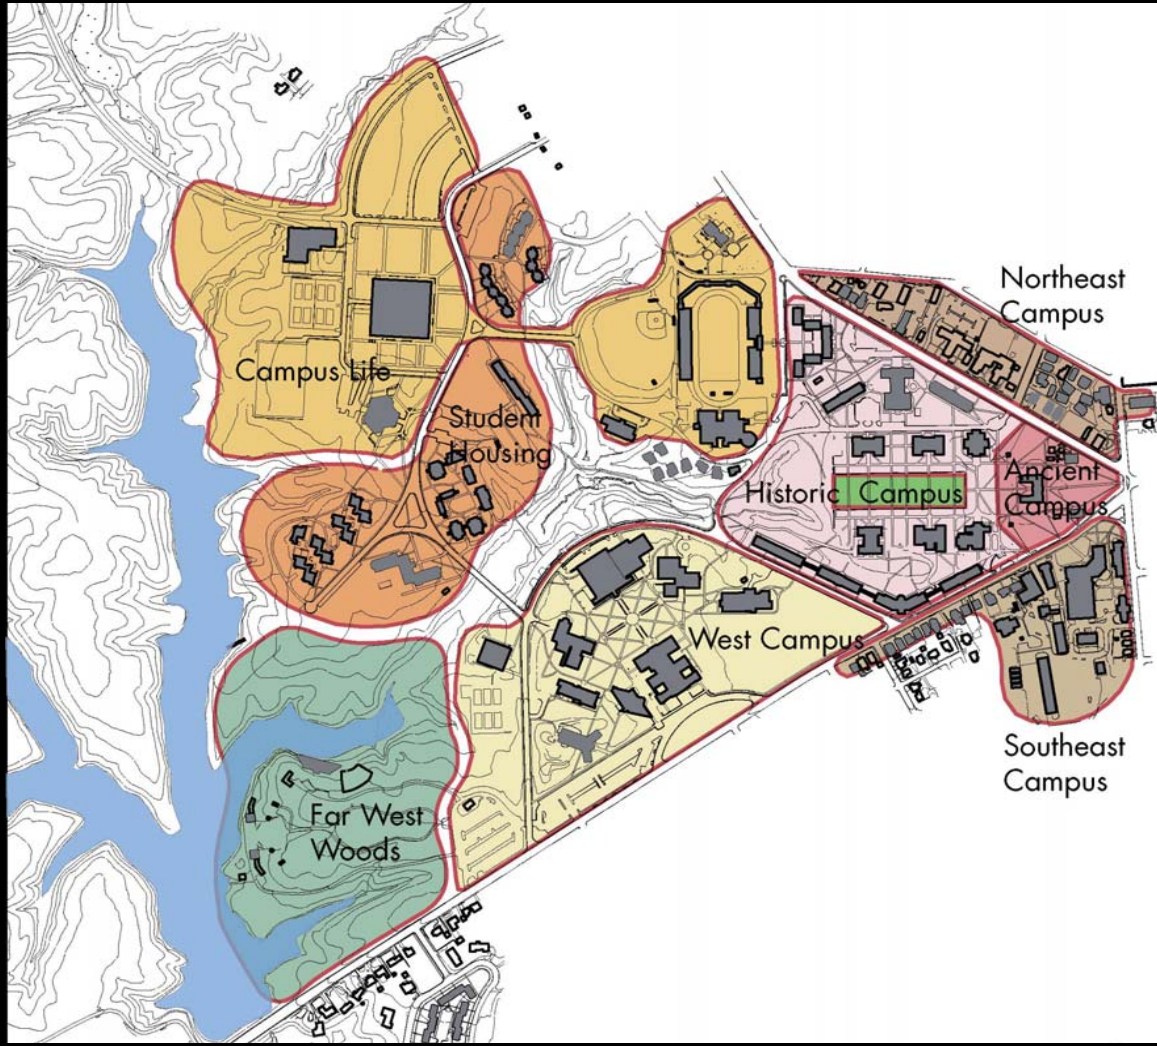 Northeast
Campus
Campus Life
Student
Housing
Ancient
Historic Campus
Campus
West Campus
Southeast
Campus
Far West
Woods